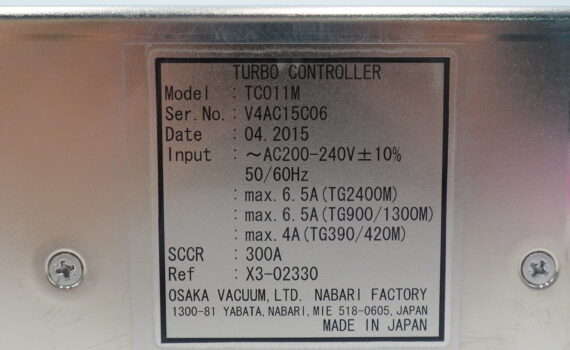 TURBO CONTROLLER
Model : TC011M
Ser.No. : V4AC15C06
Date : 04.2015
Input : ~AC200-240V±10%
50/60Hz
: max.6.5A(TG2400M)
: max.6.5A(TG900/1300M)
: max.4A(TG390/420M)
SCCR : 300A
Ref : X3-02330
OSAKA VACUUM,LTD. NABARI FACTORY
1300-81 YABATA,NABARI,MIE 518-0605,JAPAN
MADE IN JAPAN